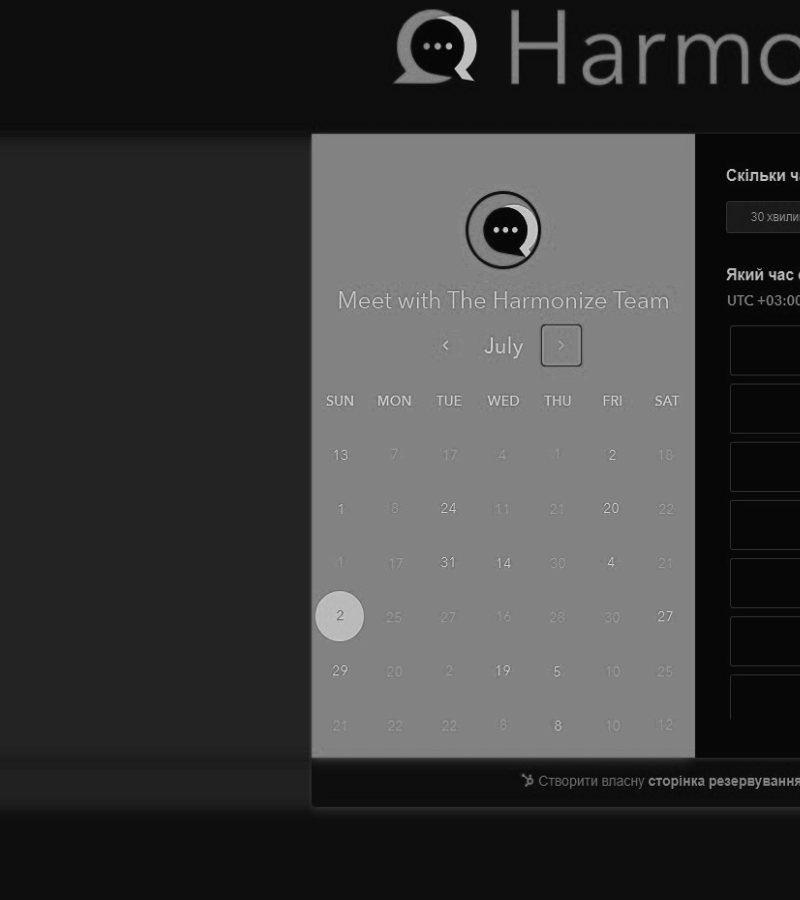 Harmo
Meet with The Harmonize Team
July
SUN MON TUE WED THU FRI SAT
13 7 17 4 1 2 18
1 8 24 11 21 20 22
1 17 31 14 30 4 21
2 25 27 16 28 30 27
29 20 2 19 5 10 25
21 22 22 8 8 10 12
Скільки ч
30 хвили
Який час
UTC +03:00
Створити власну сторінка резервування